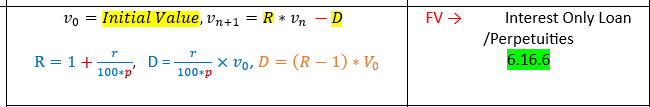 v₀ = Initial Value, vₙ₊₁ = R * vₙ − D
R = 1 + r/(100*p), D = r/(100*p) × v₀, D = (R − 1) * V₀
FV → Interest Only Loan
/Perpetuities
6.16.6